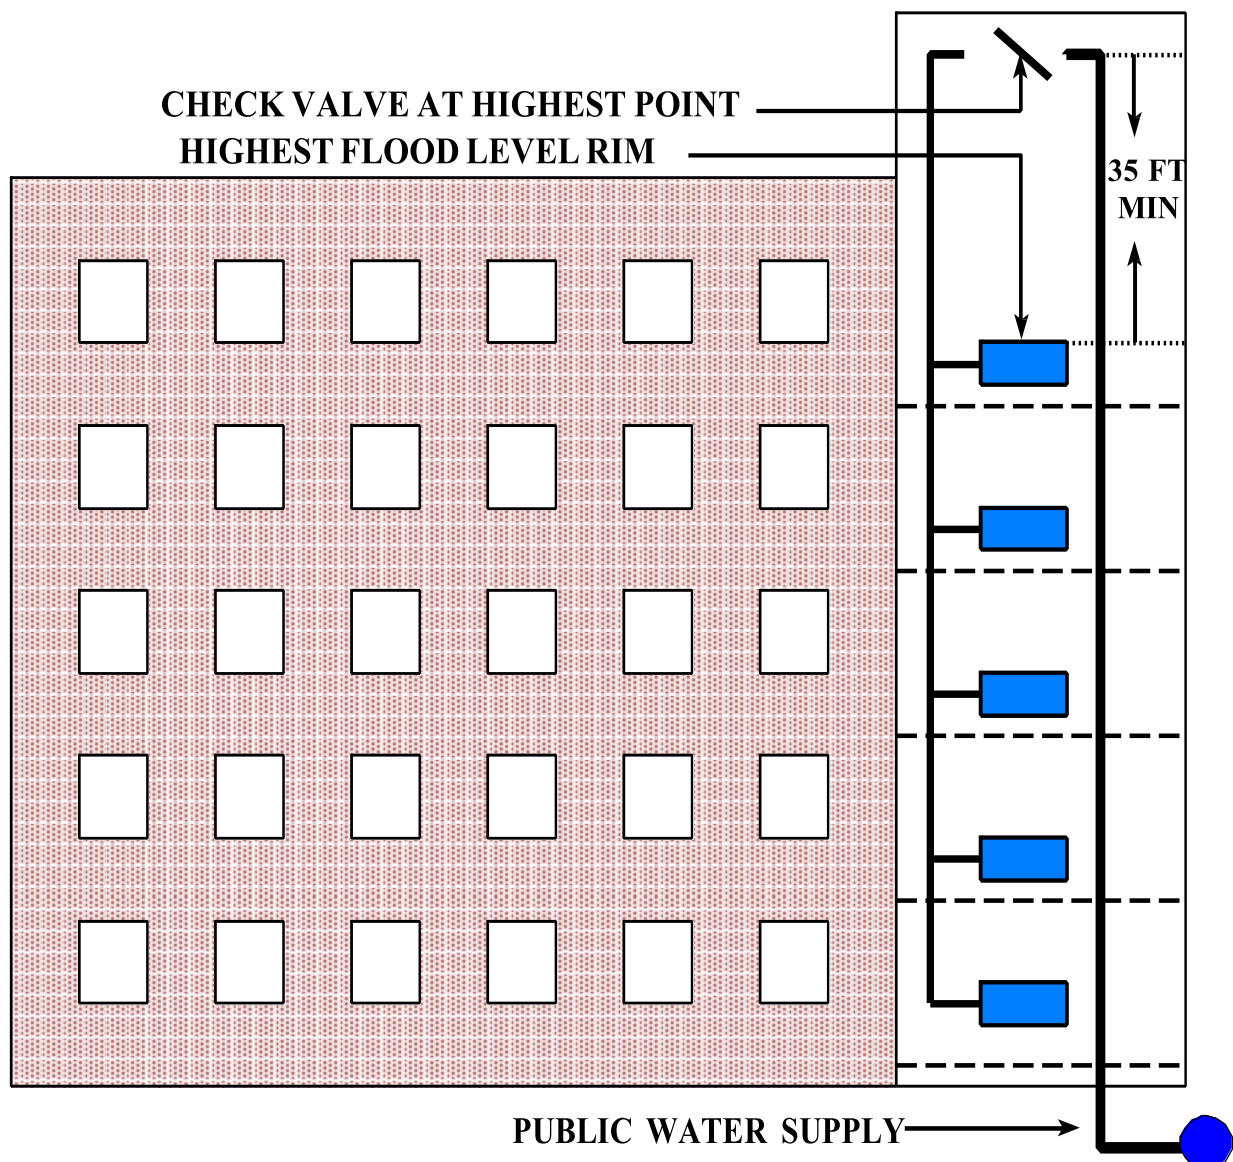 CHECK VALVE AT HIGHEST POINT
HIGHEST FLOOD LEVEL RIM
35 FT
MIN
PUBLIC WATER SUPPLY